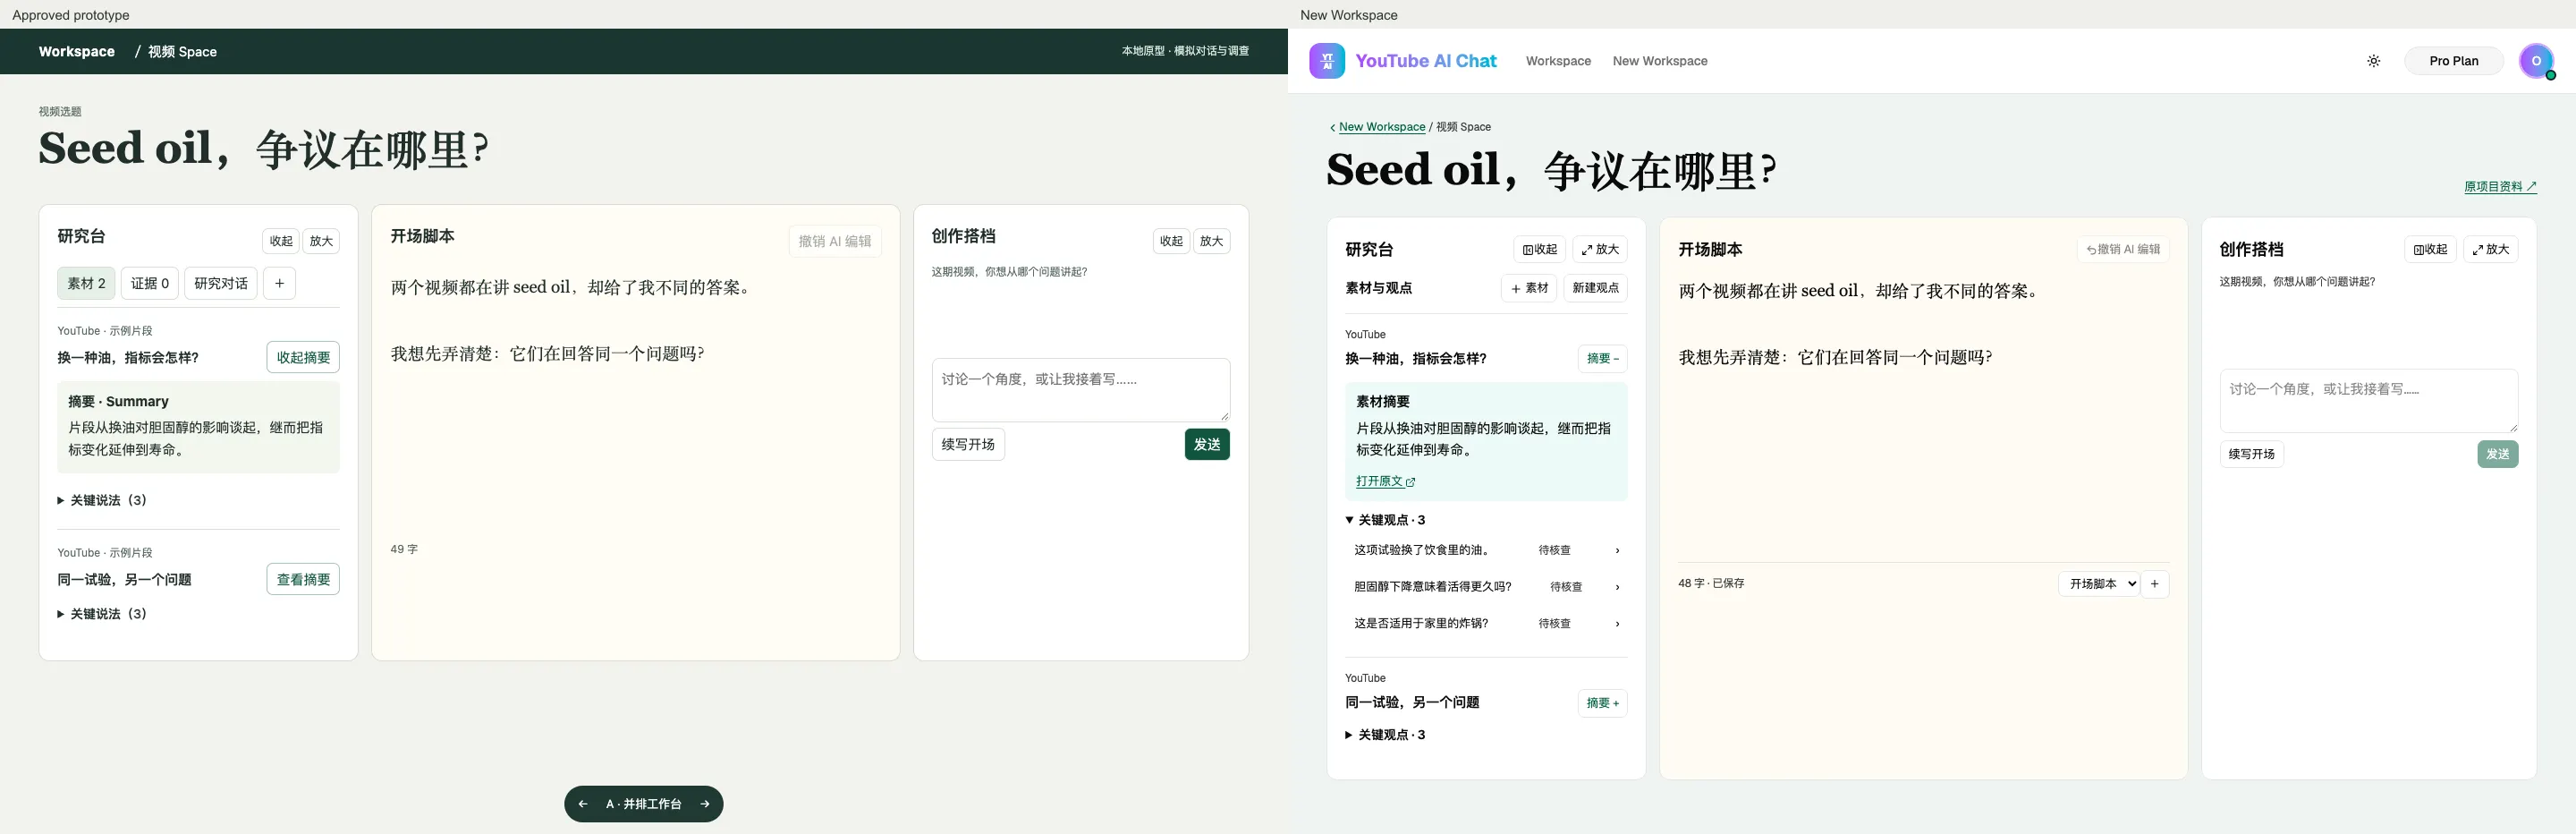 Approved prototype
Workspace / 视频 Space
本地原型 · 模拟对话与调查
视频选题
Seed oil，争议在哪里？
研究台
收起
放大
素材 2
证据 0
研究对话
+
YouTube · 示例片段
换一种油，指标会怎样？
收起摘要
摘要 · Summary
片段从换油对胆固醇的影响谈起，继而把指
标变化延伸到寿命。
▶ 关键说法（3）
YouTube · 示例片段
同一试验，另一个问题
查看摘要
▶ 关键说法（3）
开场脚本
撤销 AI 编辑
两个视频都在讲 seed oil，却给了我不同的答案。
我想先弄清楚：它们在回答同一个问题吗？
49 字
创作搭档
收起
放大
这期视频，你想从哪个问题讲起？
讨论一个角度，或让我接着写……
续写开场
发送
← A · 并排工作台 →
New Workspace
YT
AI
YouTube AI Chat
Workspace
New Workspace
Pro Plan
O
‹ New Workspace / 视频 Space
Seed oil，争议在哪里？
原项目资料 ↗
研究台
收起
放大
素材与观点
+ 素材
新建观点
YouTube
换一种油，指标会怎样？
摘要 −
素材摘要
片段从换油对胆固醇的影响谈起，继而把指
标变化延伸到寿命。
打开原文
▼ 关键观点 · 3
这项试验换了饮食里的油。 待核查 ›
胆固醇下降意味着活得更久吗？ 待核查 ›
这是否适用于家里的炸锅？ 待核查 ›
YouTube
同一试验，另一个问题
摘要 +
▶ 关键观点 · 3
开场脚本
撤销 AI 编辑
两个视频都在讲 seed oil，却给了我不同的答案。
我想先弄清楚：它们在回答同一个问题吗？
48 字 · 已保存
开场脚本
+
创作搭档
收起
放大
这期视频，你想从哪个问题讲起？
讨论一个角度，或让我接着写……
续写开场
发送